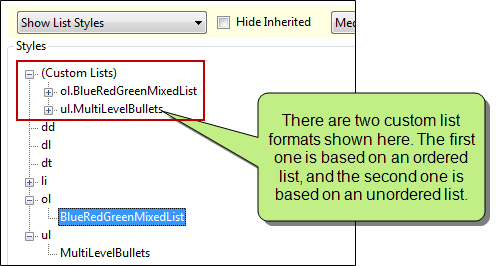 Show List Styles
Hide Inherited
Me
Styles
(Custom Lists)
ol.BlueRedGreenMixedList
ul.MultiLevelBullets
dd
dl
dt
li
ol
BlueRedGreenMixedList
ul
MultiLevelBullets
There are two custom list
formats shown here. The first
one is based on an ordered
list, and the second one is
based on an unordered list.